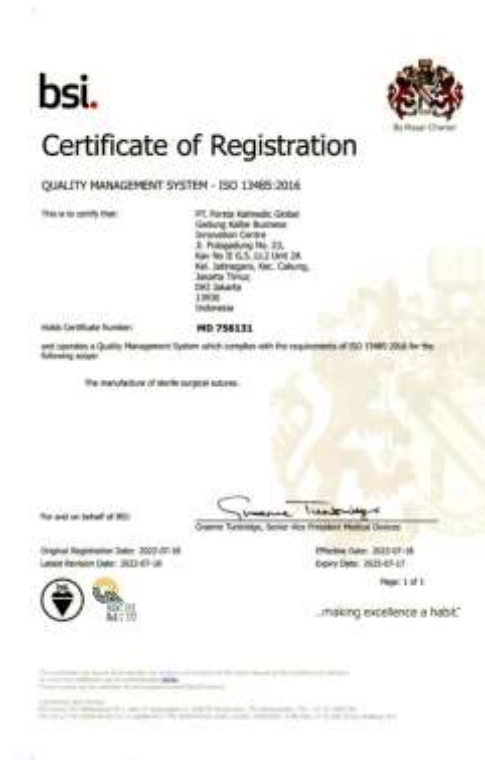 bsi.
By Royal Charter
Certificate of Registration
QUALITY MANAGEMENT SYSTEM - ISO 13485:2016
This is to certify that:
PT. Forsta Kalmedic Global
Gedung Kalbe Business
Innovation Centre
Jl. Pulogadung No. 23,
Kav No II G.5, Lt.2 Unit 2A
Kel. Jatinegara, Kec. Cakung,
Jakarta Timur,
DKI Jakarta
13930
Indonesia
Holds Certificate Number:
MD 756131
and operates a Quality Management System which complies with the requirements of ISO 13485:2016 for the
following scope:
The manufacture of sterile surgical sutures.
For and on behalf of BSI:
Graeme Tunbridge, Senior Vice President Medical Devices
Original Registration Date: 2022-07-18
Effective Date: 2022-07-18
Latest Revision Date: 2022-07-18
Expiry Date: 2025-07-17
Page: 1 of 1
bsi
...making excellence a habit.™